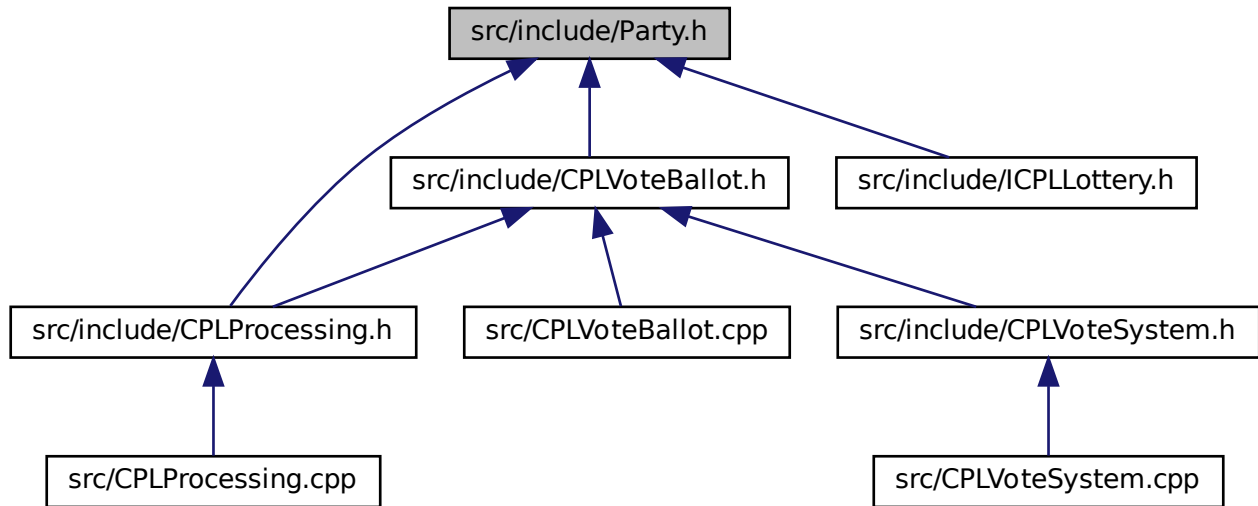 src/include/Party.h
src/include/CPLVoteBallot.h
src/include/ICPLLottery.h
src/include/CPLProcessing.h
src/CPLVoteBallot.cpp
src/include/CPLVoteSystem.h
src/CPLProcessing.cpp
src/CPLVoteSystem.cpp